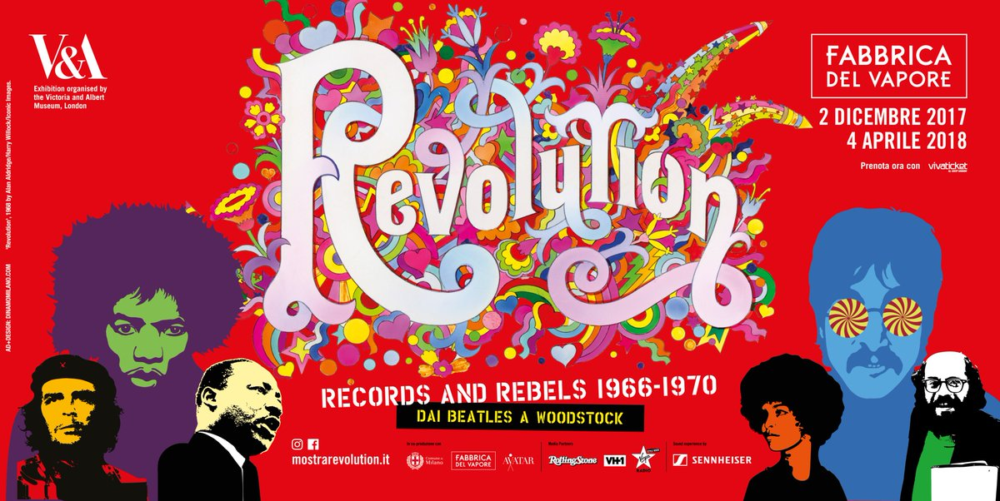 V&A
Exhibition organised by
the Victoria and Albert
Museum, London
AD+DESIGN: DINAMOMILANO.COM 'Revolution', 1968 by Alan Aldridge/Harry Willock/Iconic Images.
Revolution
FABBRICA
DEL VAPORE
2 DICEMBRE 2017
4 APRILE 2018
Prenota ora con vivaticket
RECORDS AND REBELS 1966-1970
DAI BEATLES A WOODSTOCK
mostrarevolution.it
In co-produzione con
Comune di
Milano
FABBRICA
DEL VAPORE
AVATAR
Media Partners
RollingStone
VH1
Virgin
RADIO
Sound experience by
SENNHEISER